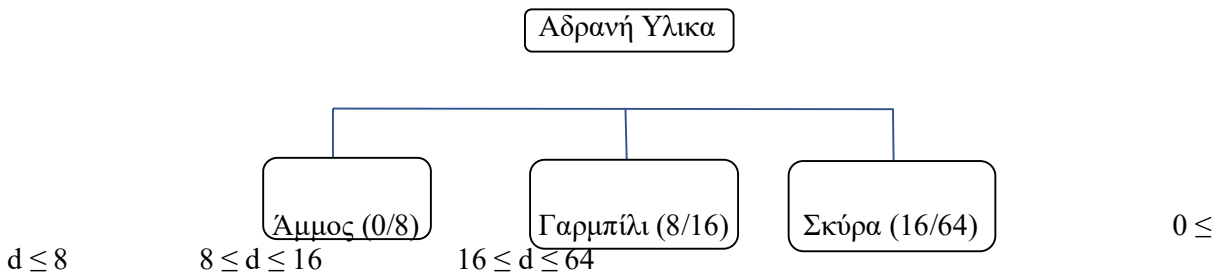 Αδρανή Υλικα
Άμμος (0/8) Γαρμπίλι (8/16) Σκύρα (16/64) 0 ≤
d ≤ 8 8 ≤ d ≤ 16 16 ≤ d ≤ 64